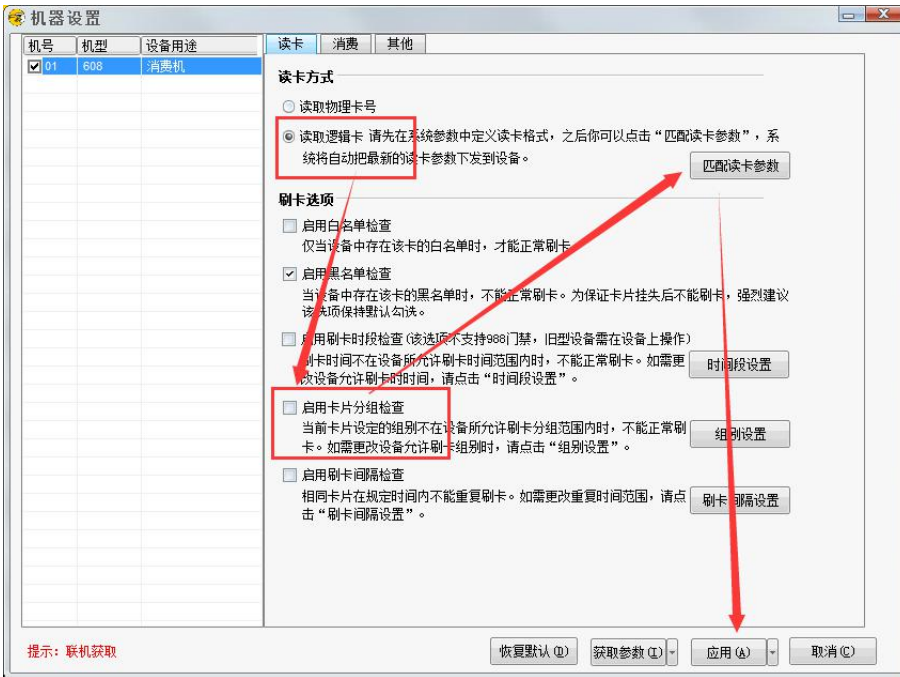 机器设置
机号 机型 设备用途
01 608 消费机
读卡 消费 其他
读卡方式
读取物理卡号
读取逻辑卡 请先在系统参数中定义读卡格式，之后你可以点击“匹配读卡参数”，系
统将自动把最新的读卡参数下发到设备。
匹配读卡参数
刷卡选项
启用白名单检查
仅当设备中存在该卡的白名单时，才能正常刷卡
启用黑名单检查
当设备中存在该卡的黑名单时，不能正常刷卡。为保证卡片挂失后不能刷卡，强烈建议
该选项保持默认勾选。
启用刷卡时段检查(该选项不支持988门禁，旧型设备需在设备上操作)
刷卡时间不在设备所允许刷卡时间范围内时，不能正常刷卡。如需更
改设备允许刷卡时时间，请点击“时间段设置”。
时间段设置
启用卡片分组检查
当前卡片设定的组别不在设备所允许刷卡分组范围内时，不能正常刷
卡。如需更改设备允许刷卡组别时，请点击“组别设置”。
组别设置
启用刷卡间隔检查
相同卡片在规定时间内不能重复刷卡。如需更改重复时间范围，请点
击“刷卡间隔设置”。
刷卡间隔设置
提示：联机获取
恢复默认(D) 获取参数(I) 应用(A) 取消(C)